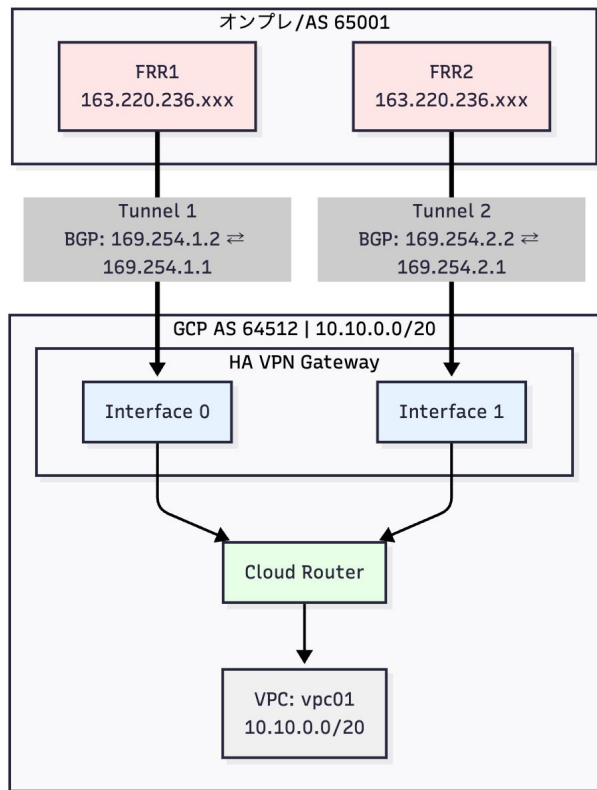 オンプレ/AS 65001
FRR1
163.220.236.xxx
FRR2
163.220.236.xxx
Tunnel 1
BGP: 169.254.1.2 ⇄
169.254.1.1
Tunnel 2
BGP: 169.254.2.2 ⇄
169.254.2.1
GCP AS 64512 | 10.10.0.0/20
HA VPN Gateway
Interface 0
Interface 1
Cloud Router
VPC: vpc01
10.10.0.0/20